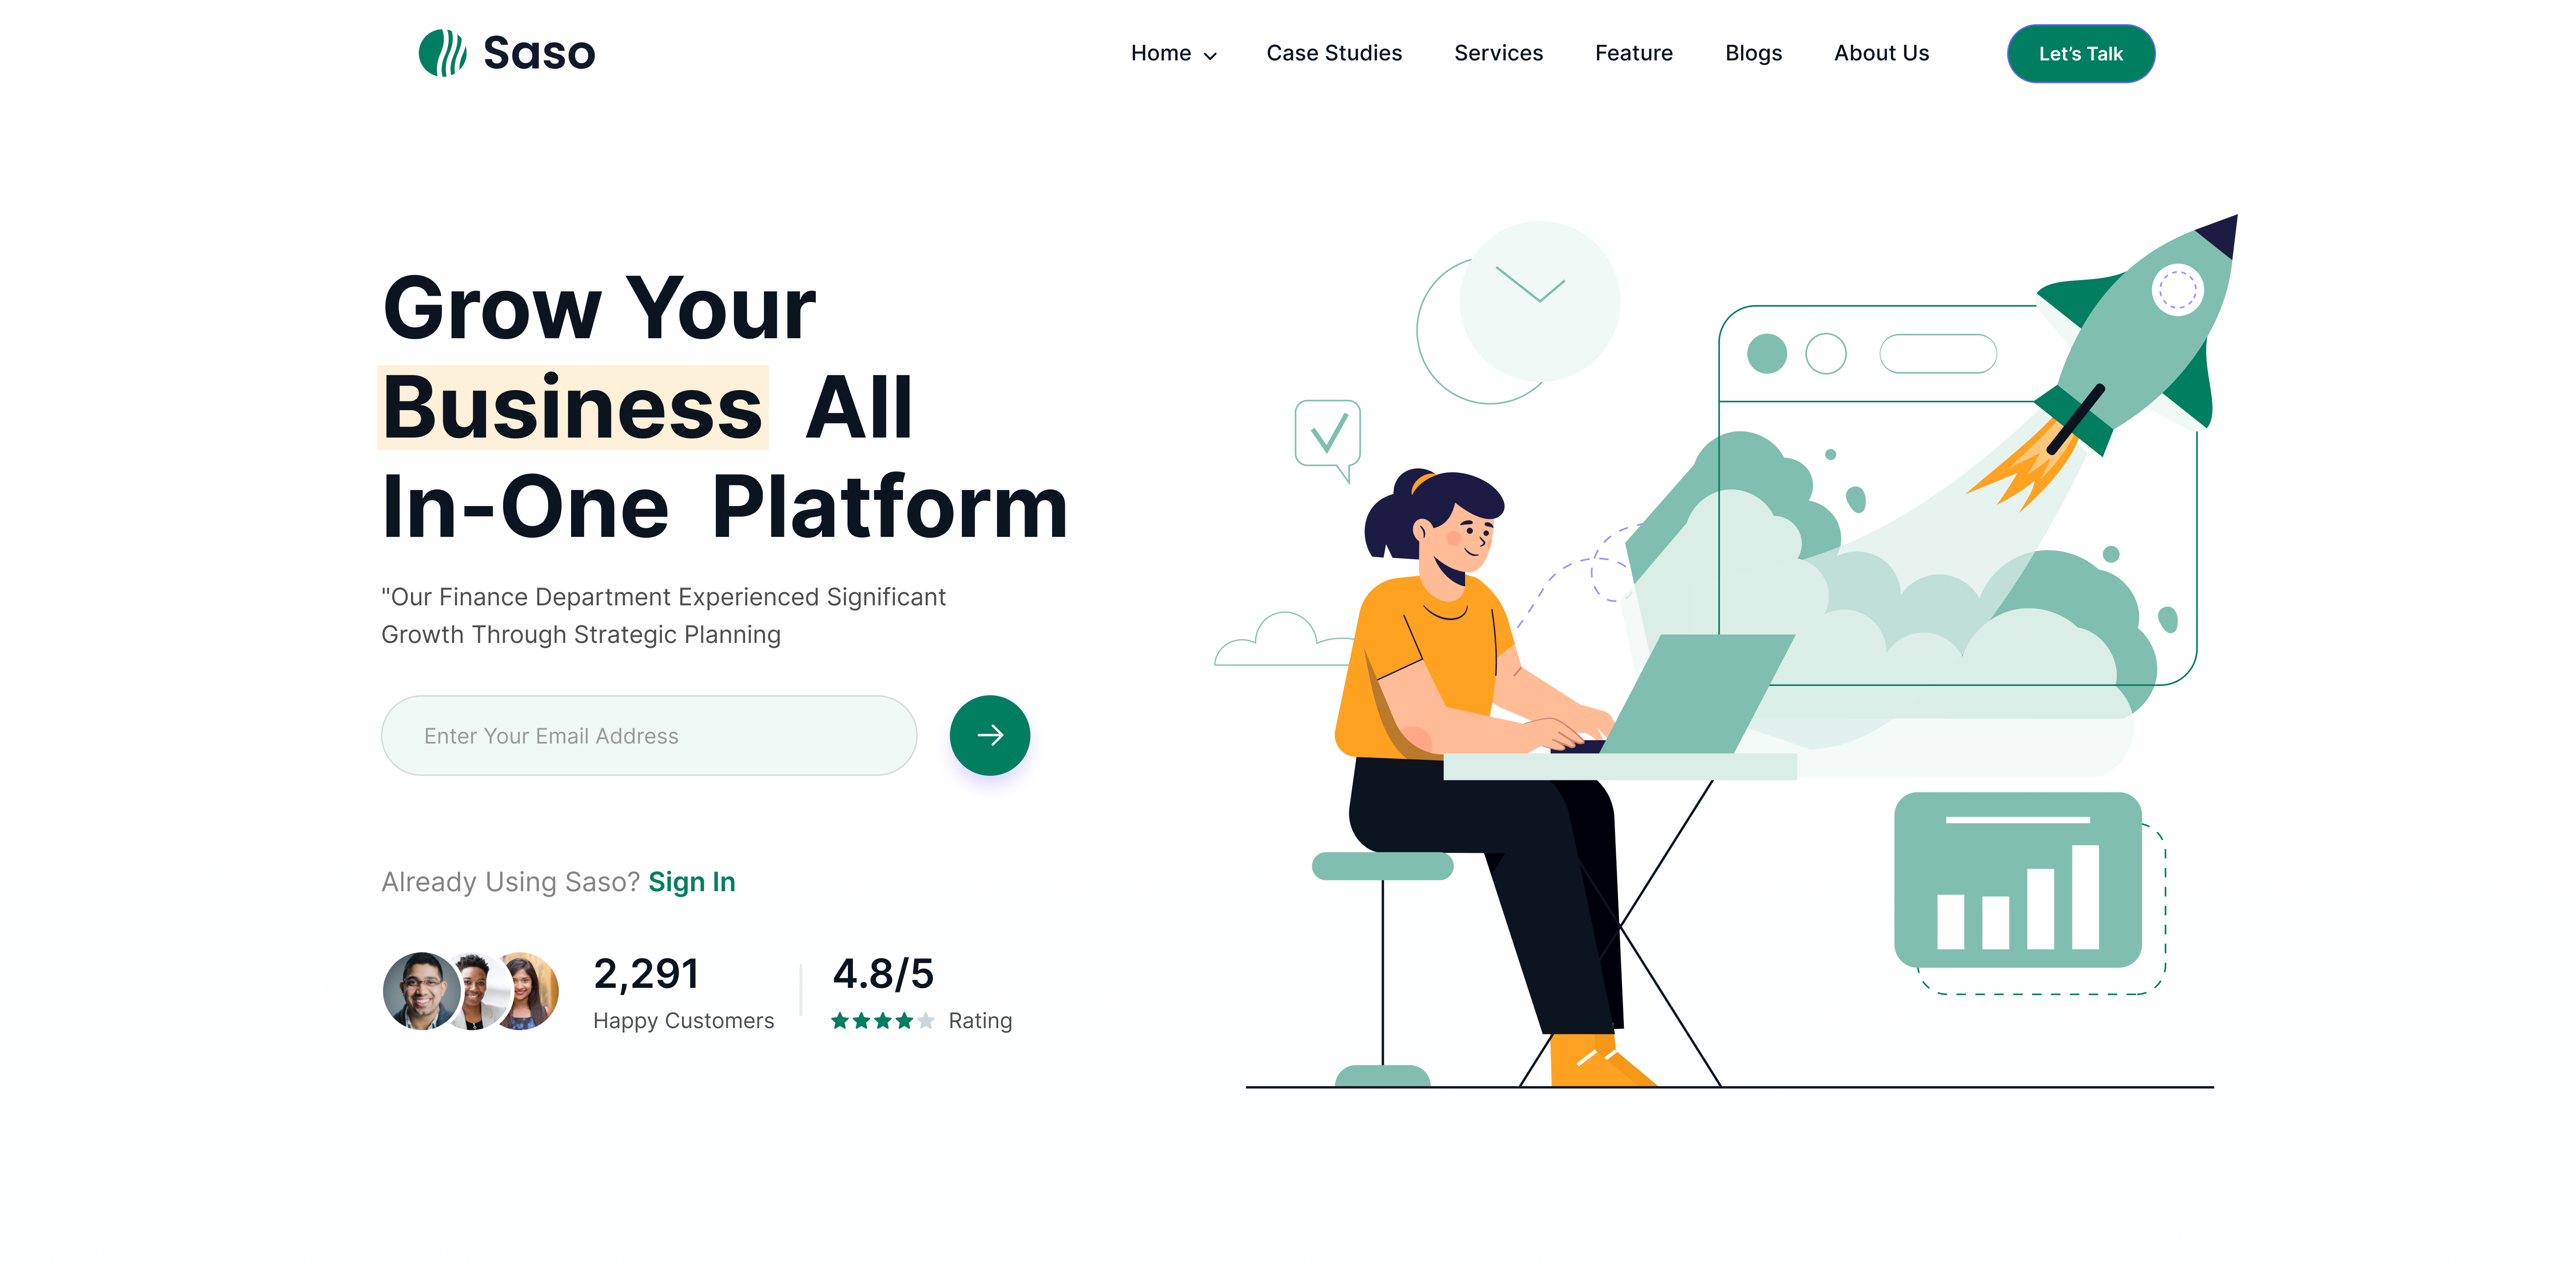 Saso
Home
Case Studies
Services
Feature
Blogs
About Us
Let’s Talk
Grow Your
Business All
In-One Platform
"Our Finance Department Experienced Significant
Growth Through Strategic Planning
Enter Your Email Address
Already Using Saso? Sign In
2,291
Happy Customers
4.8/5
Rating